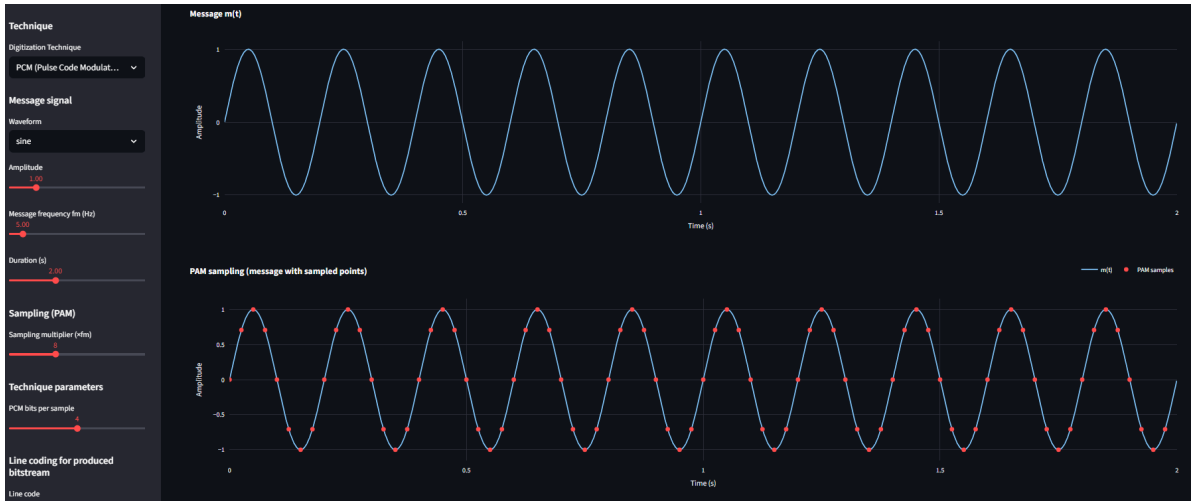 Technique
Digitization Technique
PCM (Pulse Code Modulat...
Message signal
Waveform
sine
Amplitude
1.00
Message frequency fm (Hz)
5.00
Duration (s)
2.00
Sampling (PAM)
Sampling multiplier (×fm)
8
Technique parameters
PCM bits per sample
4
Line coding for produced
bitstream
Line code
Message m(t)
1
0
−1
Amplitude
0
0.5
1
1.5
2
Time (s)
PAM sampling (message with sampled points)
m(t)
PAM samples
1
0.5
0
−0.5
−1
Amplitude
0
0.5
1
1.5
2
Time (s)